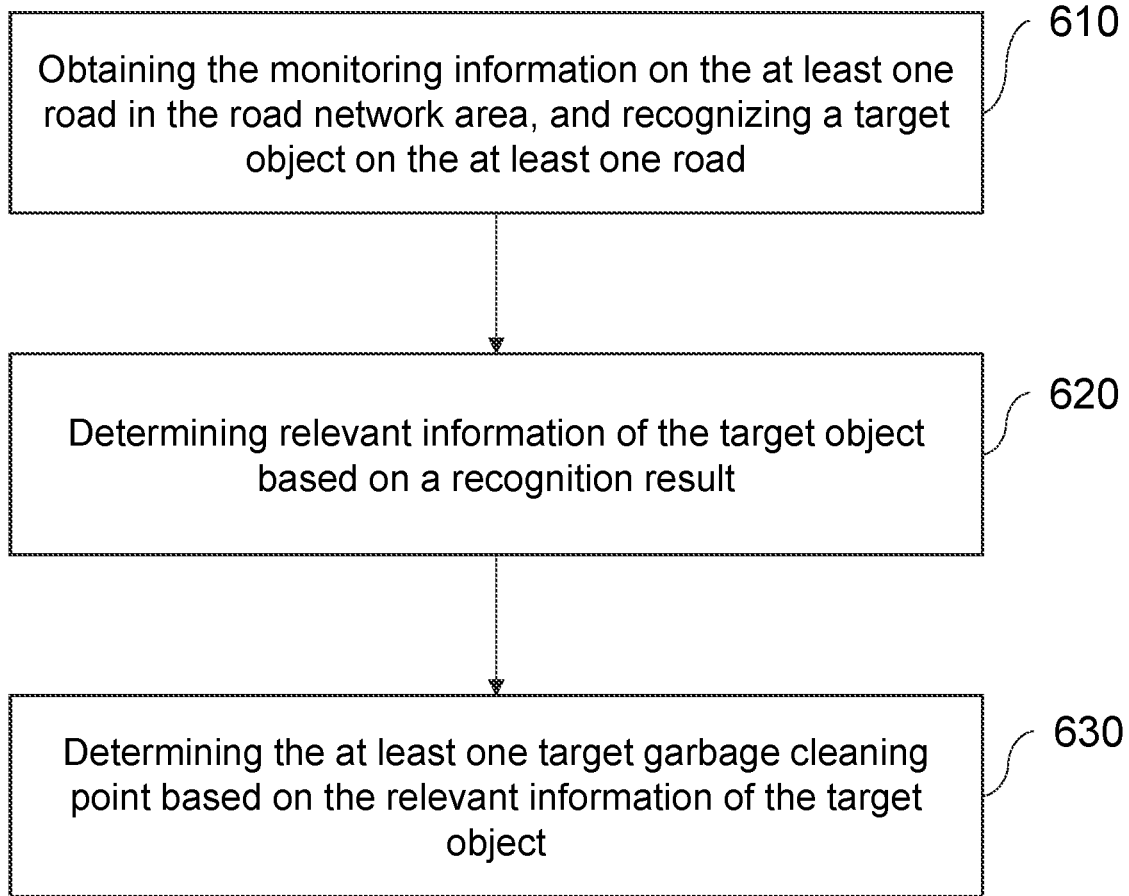 610
Obtaining the monitoring information on the at least one
road in the road network area, and recognizing a target
object on the at least one road
620
Determining relevant information of the target object
based on a recognition result
630
Determining the at least one target garbage cleaning
point based on the relevant information of the target
object